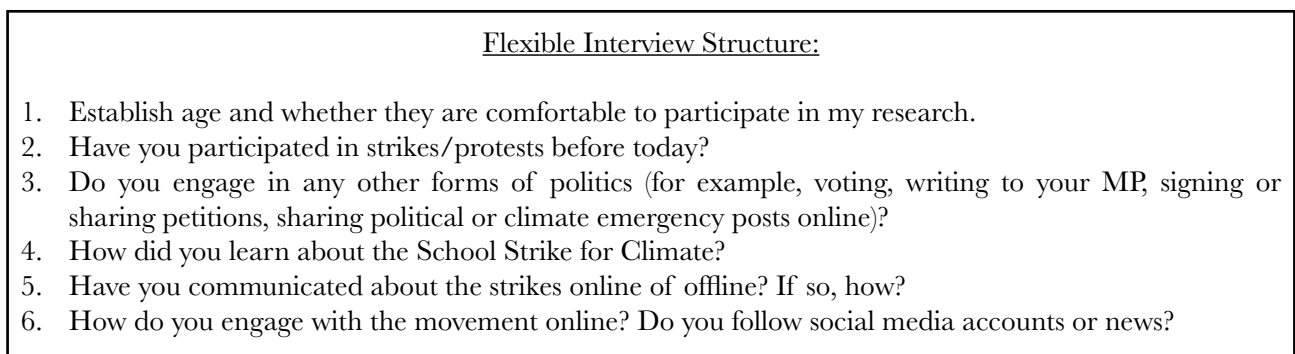 Flexible Interview Structure:
1. Establish age and whether they are comfortable to participate in my research.
2. Have you participated in strikes/protests before today?
3. Do you engage in any other forms of politics (for example, voting, writing to your MP, signing or
sharing petitions, sharing political or climate emergency posts online)?
4. How did you learn about the School Strike for Climate?
5. Have you communicated about the strikes online of offline? If so, how?
6. How do you engage with the movement online? Do you follow social media accounts or news?